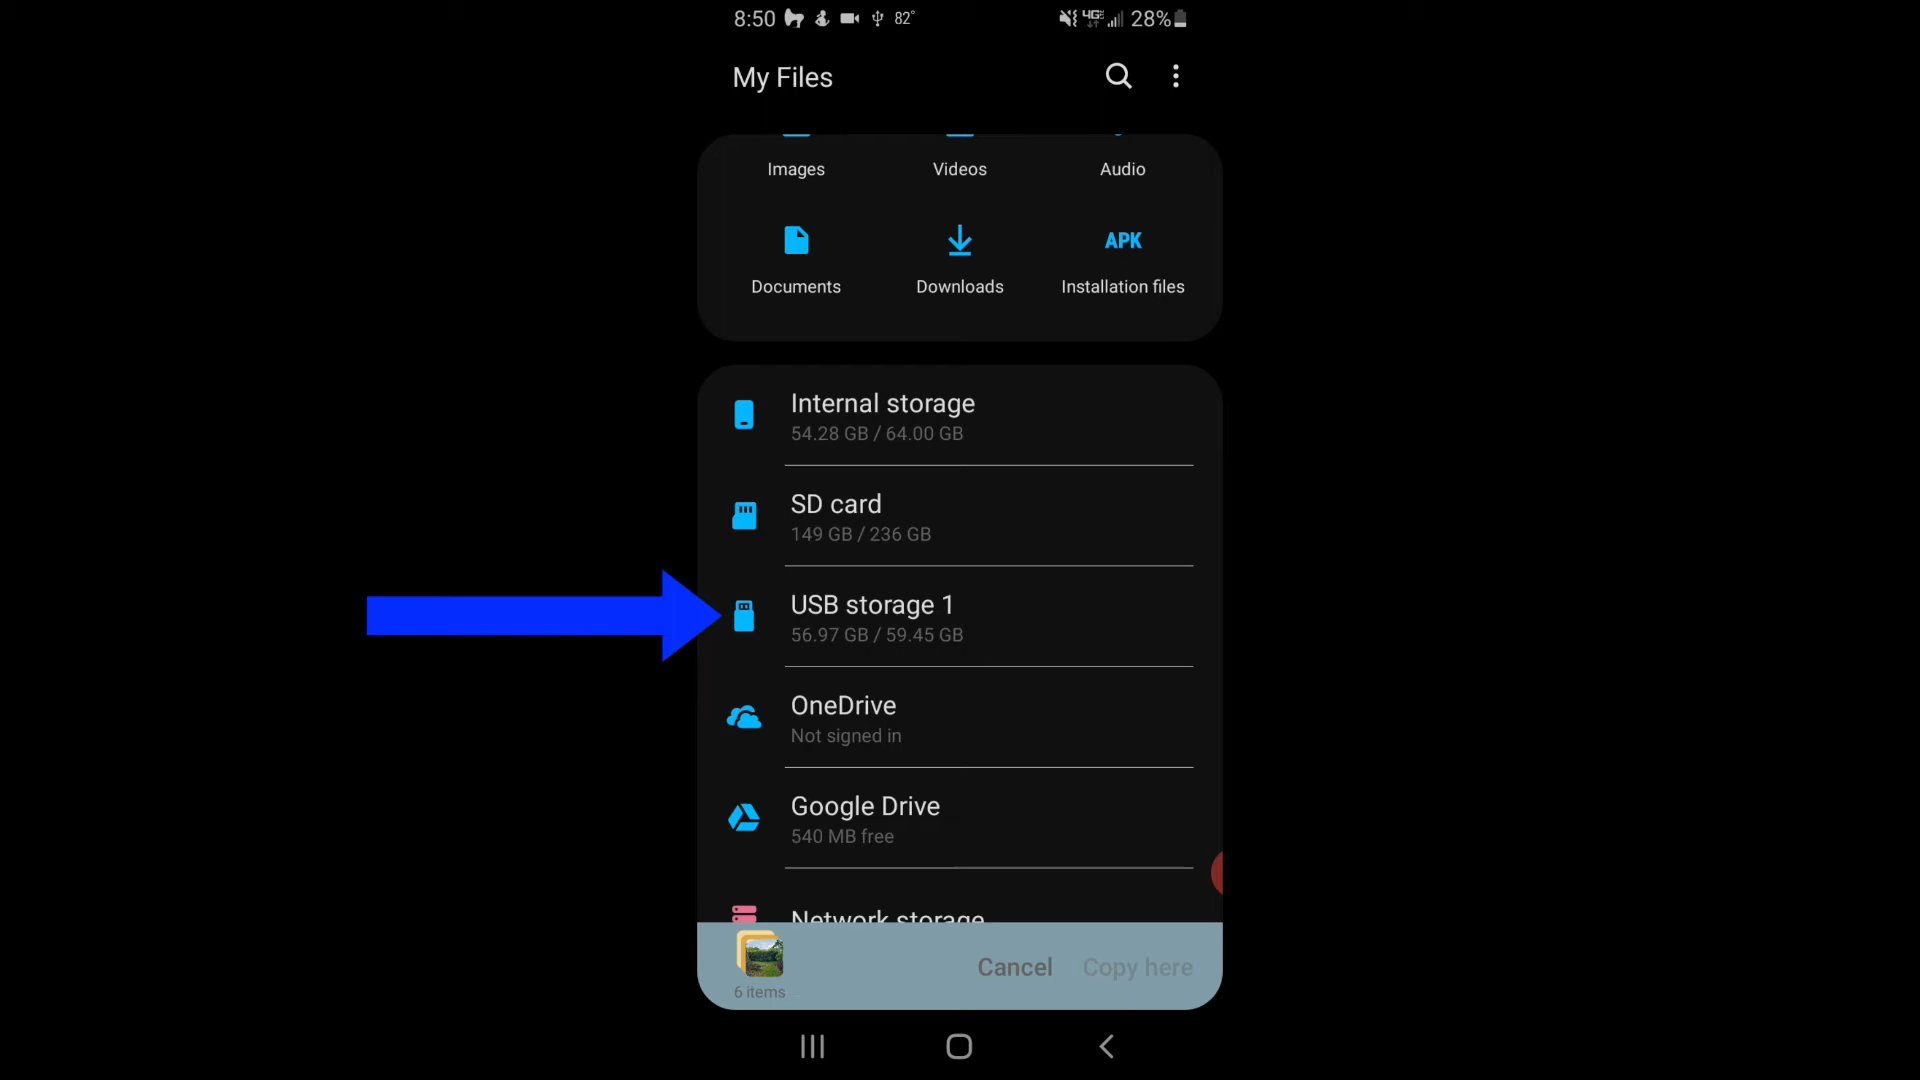 8:50 82° 4GE 28%
My Files
Images Videos Audio
APK
Documents Downloads Installation files
Internal storage
54.28 GB / 64.00 GB
SD card
149 GB / 236 GB
USB storage 1
56.97 GB / 59.45 GB
OneDrive
Not signed in
Google Drive
540 MB free
Network storage
Cancel Copy here
6 items